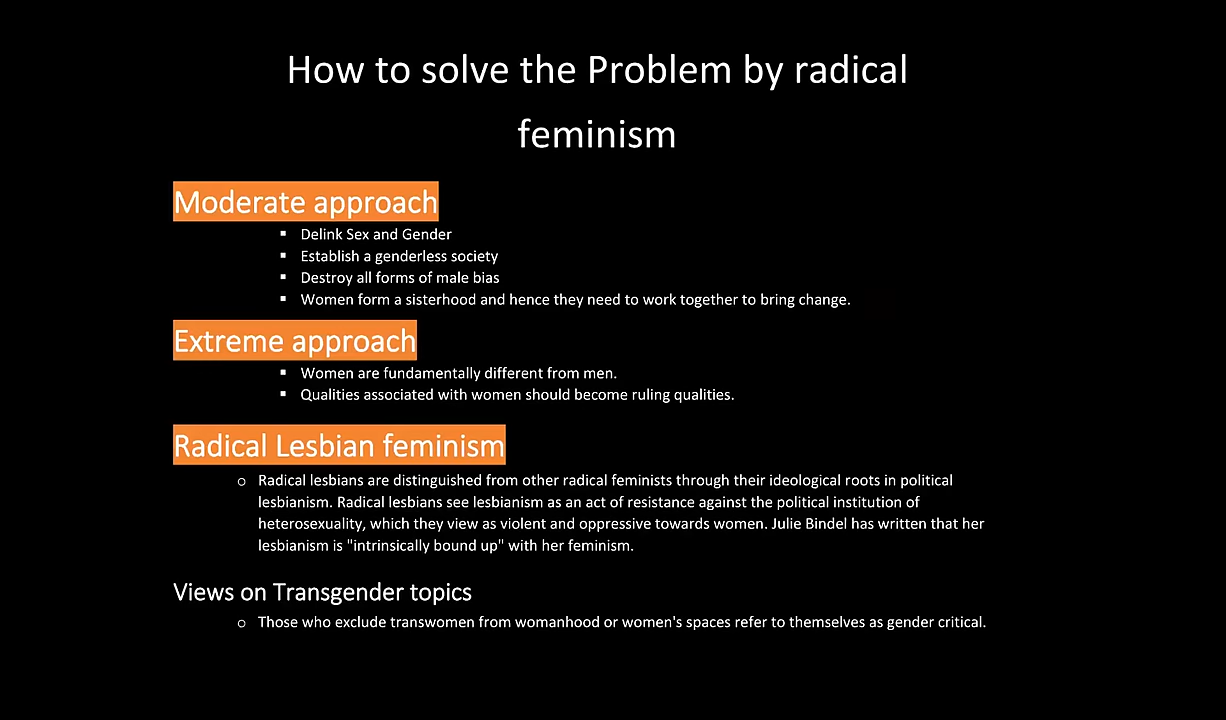 How to solve the Problem by radical
feminism
Moderate approach
▪ Delink Sex and Gender
▪ Establish a genderless society
▪ Destroy all forms of male bias
▪ Women form a sisterhood and hence they need to work together to bring change.
Extreme approach
▪ Women are fundamentally different from men.
▪ Qualities associated with women should become ruling qualities.
Radical Lesbian feminism
o Radical lesbians are distinguished from other radical feminists through their ideological roots in political
lesbianism. Radical lesbians see lesbianism as an act of resistance against the political institution of
heterosexuality, which they view as violent and oppressive towards women. Julie Bindel has written that her
lesbianism is "intrinsically bound up" with her feminism.
Views on Transgender topics
o Those who exclude transwomen from womanhood or women's spaces refer to themselves as gender critical.